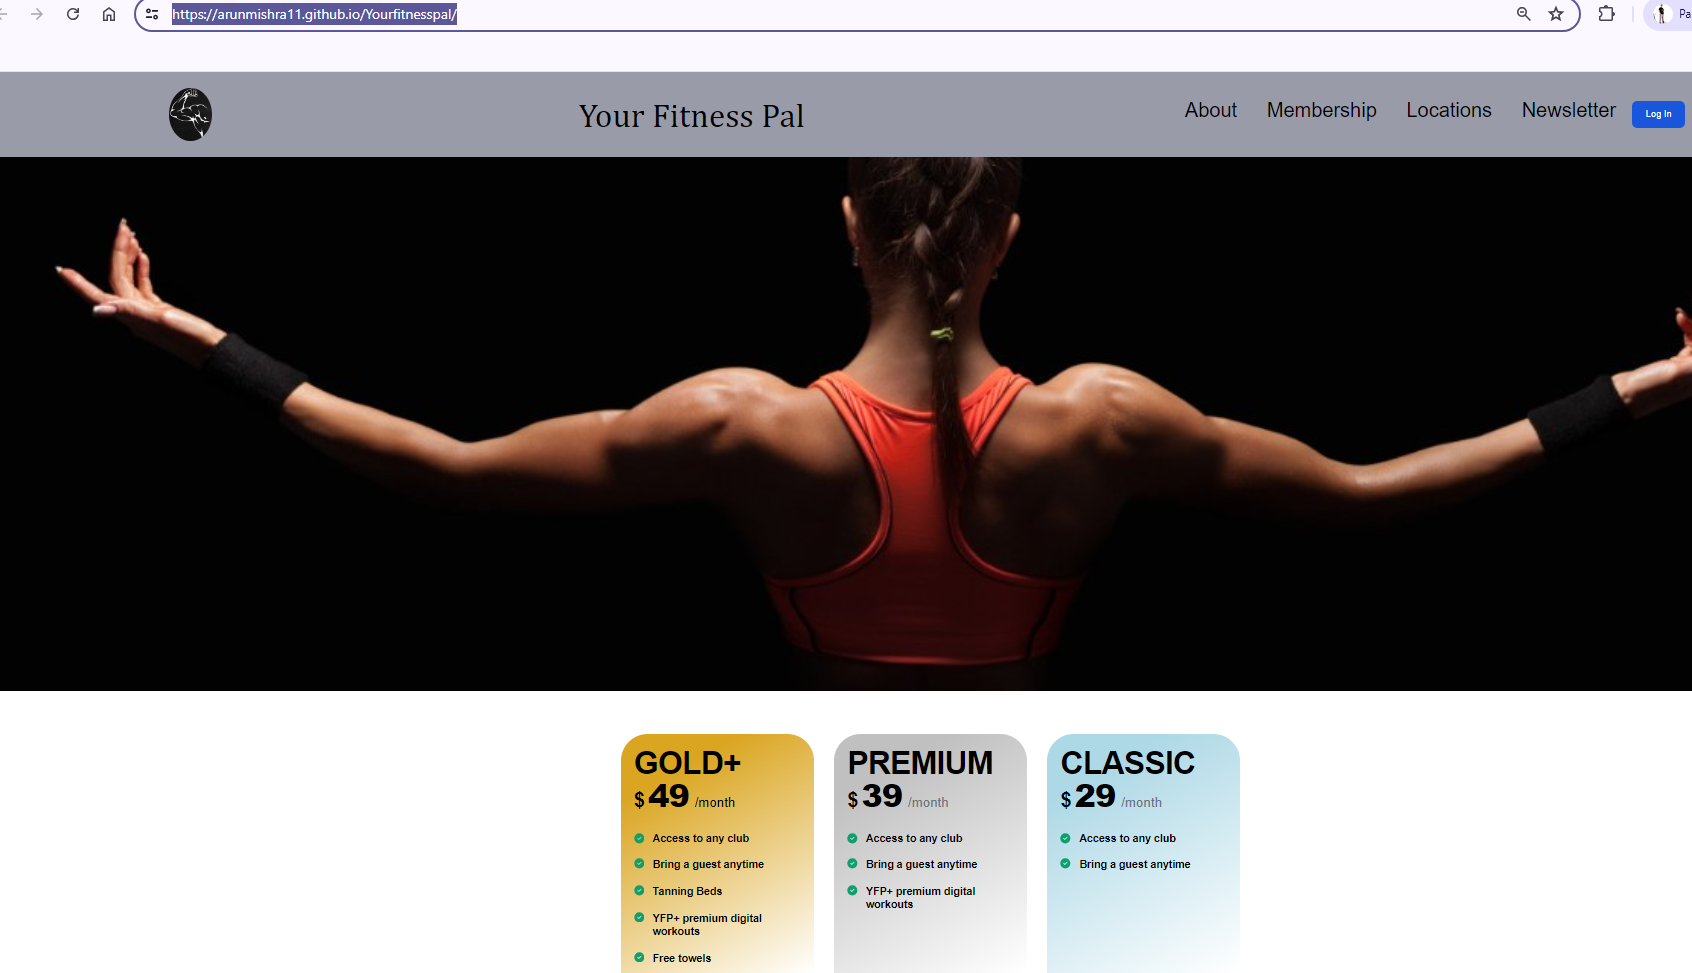 https://arunmishra11.github.io/Yourfitnesspal/
Pa
Your Fitness Pal
About Membership Locations Newsletter Log In
GOLD+
$ 49 /month
Access to any club
Bring a guest anytime
Tanning Beds
YFP+ premium digital
workouts
Free towels
PREMIUM
$ 39 /month
Access to any club
Bring a guest anytime
YFP+ premium digital
workouts
CLASSIC
$ 29 /month
Access to any club
Bring a guest anytime